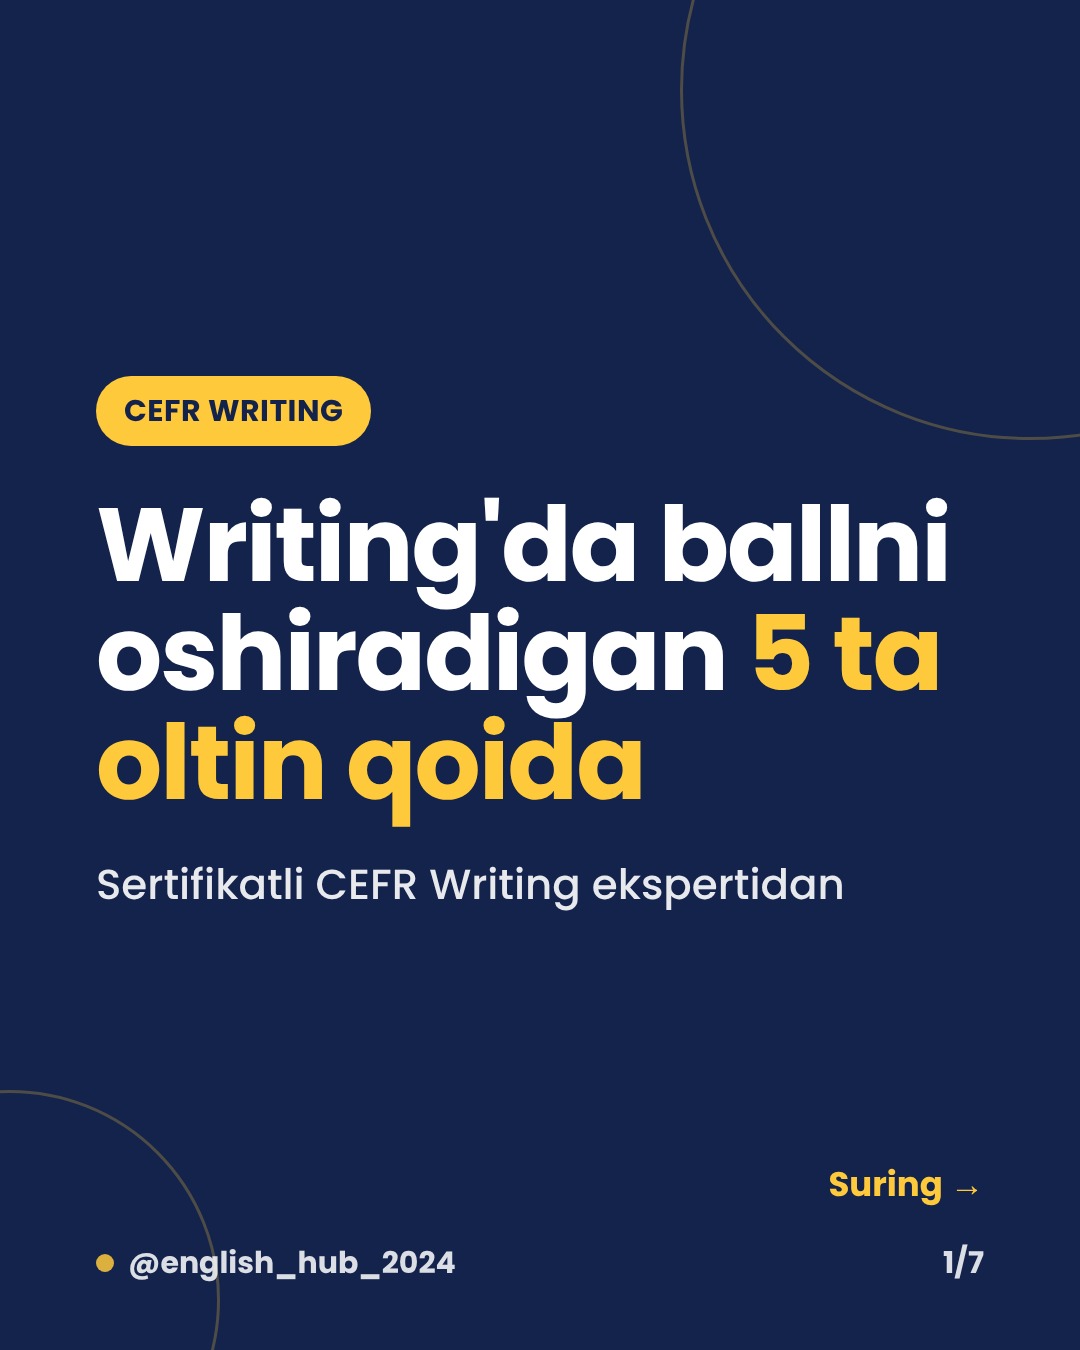 CEFR WRITING
Writing'da ballni
oshiradigan 5 ta
oltin qoida
Sertifikatli CEFR Writing ekspertidan
Suring →
@english_hub_2024
1/7